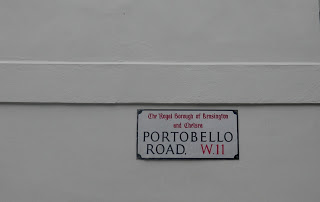 The Royal Borough of Kensington
and Chelsea
PORTOBELLO
ROAD, W.11